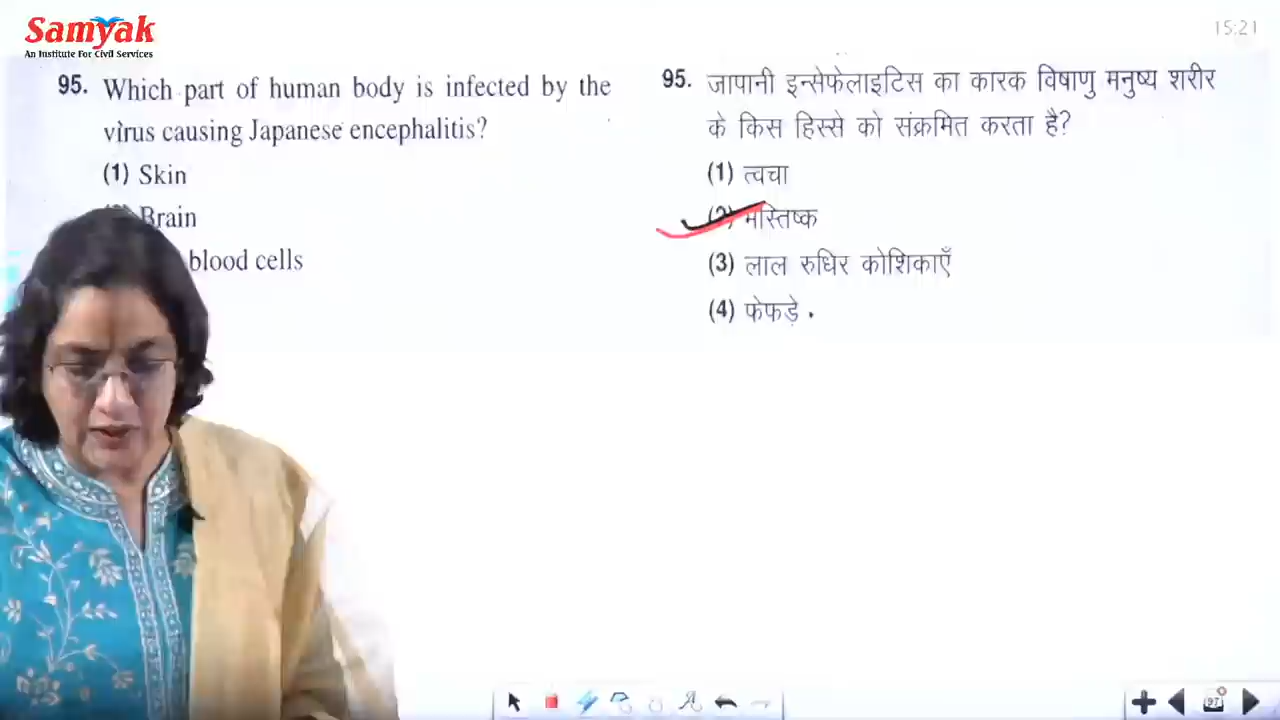 Samyak
An Institute For Civil Services
15:21
95. Which part of human body is infected by the
virus causing Japanese encephalitis?
(1) Skin
Brain
blood cells
95. जापानी इन्सेफेलाइटिस का कारक विषाणु मनुष्य शरीर
के किस हिस्से को संक्रमित करता है?
(1) त्वचा
(2) मस्तिष्क
(3) लाल रुधिर कोशिकाएँ
(4) फेफड़े
97